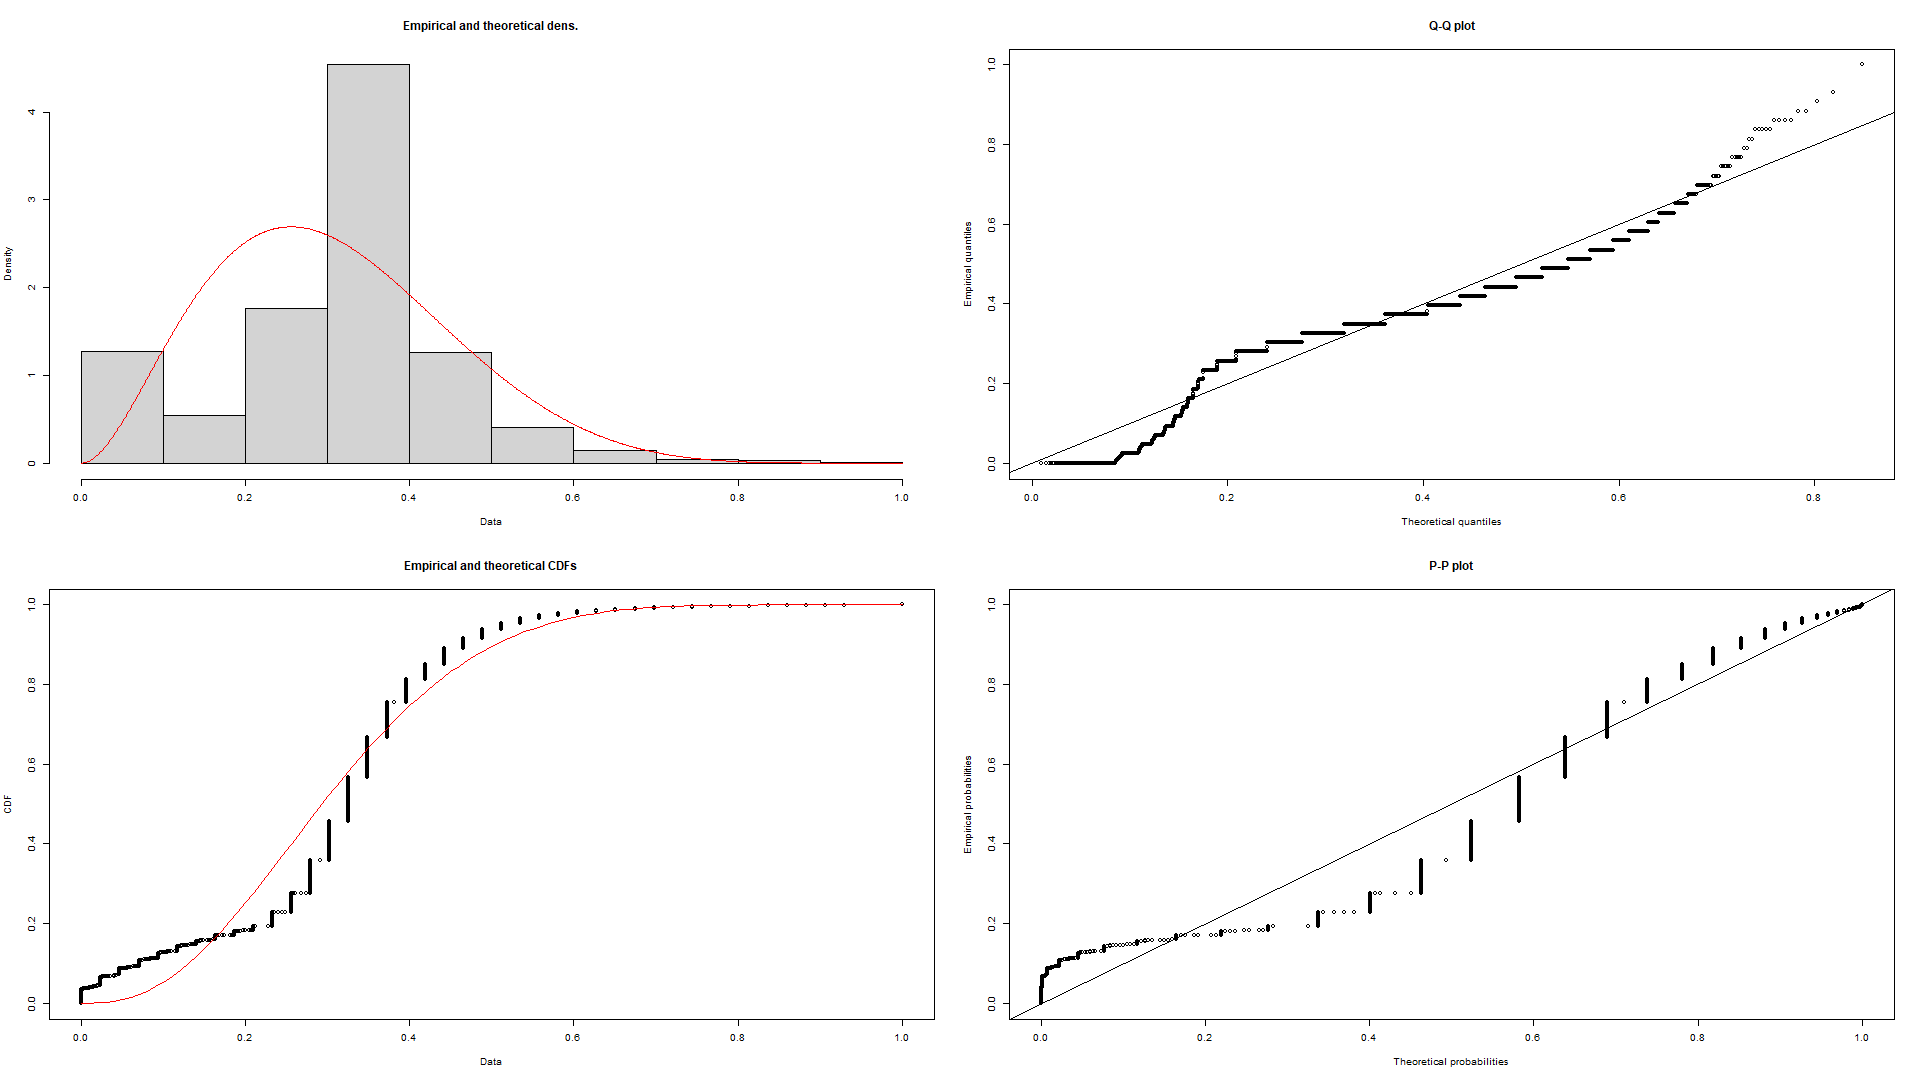 Empirical and theoretical dens.
Density
0
1
2
3
4
0.0 0.2 0.4 0.6 0.8 1.0
Data
Q-Q plot
Empirical quantiles
0.0 0.2 0.4 0.6 0.8 1.0
0.0 0.2 0.4 0.6 0.8
Theoretical quantiles
Empirical and theoretical CDFs
CDF
0.0 0.2 0.4 0.6 0.8 1.0
0.0 0.2 0.4 0.6 0.8 1.0
Data
P-P plot
Empirical probabilities
0.0 0.2 0.4 0.6 0.8 1.0
0.0 0.2 0.4 0.6 0.8 1.0
Theoretical probabilities